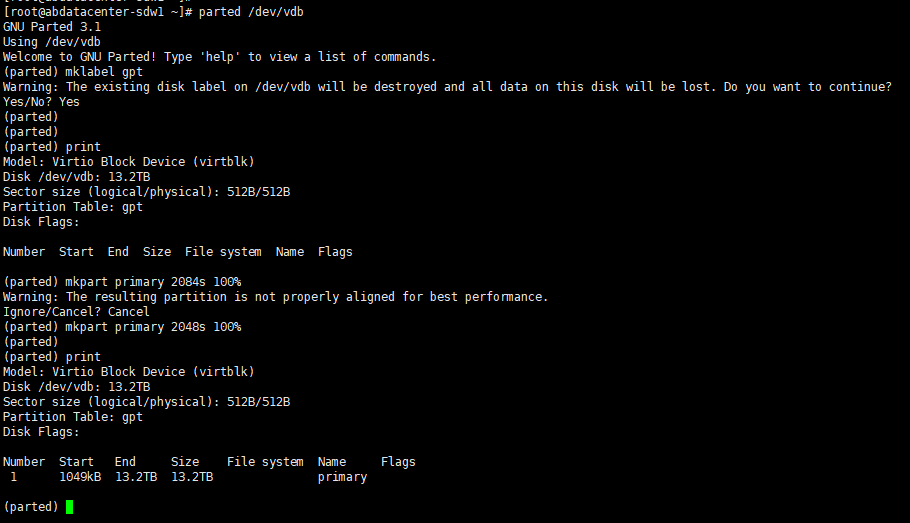 [root@abdatacenter-sdw1 ~]# parted /dev/vdb
GNU Parted 3.1
Using /dev/vdb
Welcome to GNU Parted! Type 'help' to view a list of commands.
(parted) mklabel gpt
Warning: The existing disk label on /dev/vdb will be destroyed and all data on this disk will be lost. Do you want to continue?
Yes/No? Yes
(parted)
(parted)
(parted) print
Model: Virtio Block Device (virtblk)
Disk /dev/vdb: 13.2TB
Sector size (logical/physical): 512B/512B
Partition Table: gpt
Disk Flags:
Number  Start  End  Size  File system  Name  Flags
(parted) mkpart primary 2084s 100%
Warning: The resulting partition is not properly aligned for best performance.
Ignore/Cancel? Cancel
(parted) mkpart primary 2048s 100%
(parted)
(parted) print
Model: Virtio Block Device (virtblk)
Disk /dev/vdb: 13.2TB
Sector size (logical/physical): 512B/512B
Partition Table: gpt
Disk Flags:
Number  Start   End     Size    File system  Name     Flags
 1      1049kB  13.2TB  13.2TB               primary
(parted)